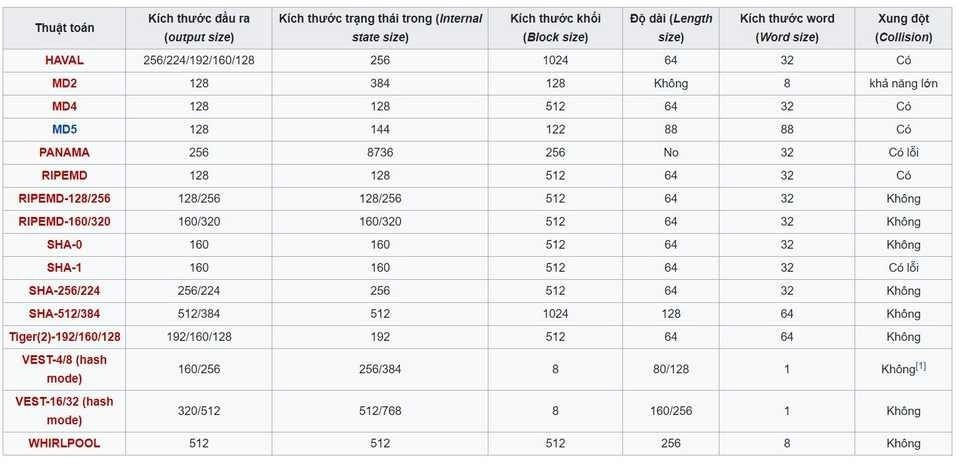 Thuật toán | Kích thước đầu ra (output size) | Kích thước trạng thái trong (Internal state size) | Kích thước khối (Block size) | Độ dài (Length size) | Kích thước word (Word size) | Xung đột (Collision)
HAVAL | 256/224/192/160/128 | 256 | 1024 | 64 | 32 | Có
MD2 | 128 | 384 | 128 | Không | 8 | khả năng lớn
MD4 | 128 | 128 | 512 | 64 | 32 | Có
MD5 | 128 | 144 | 122 | 88 | 88 | Có
PANAMA | 256 | 8736 | 256 | No | 32 | Có lỗi
RIPEMD | 128 | 128 | 512 | 64 | 32 | Có
RIPEMD-128/256 | 128/256 | 128/256 | 512 | 64 | 32 | Không
RIPEMD-160/320 | 160/320 | 160/320 | 512 | 64 | 32 | Không
SHA-0 | 160 | 160 | 512 | 64 | 32 | Không
SHA-1 | 160 | 160 | 512 | 64 | 32 | Có lỗi
SHA-256/224 | 256/224 | 256 | 512 | 64 | 32 | Không
SHA-512/384 | 512/384 | 512 | 1024 | 128 | 64 | Không
Tiger(2)-192/160/128 | 192/160/128 | 192 | 512 | 64 | 64 | Không
VEST-4/8 (hash mode) | 160/256 | 256/384 | 8 | 80/128 | 1 | Không[1]
VEST-16/32 (hash mode) | 320/512 | 512/768 | 8 | 160/256 | 1 | Không
WHIRLPOOL | 512 | 512 | 512 | 256 | 8 | Không